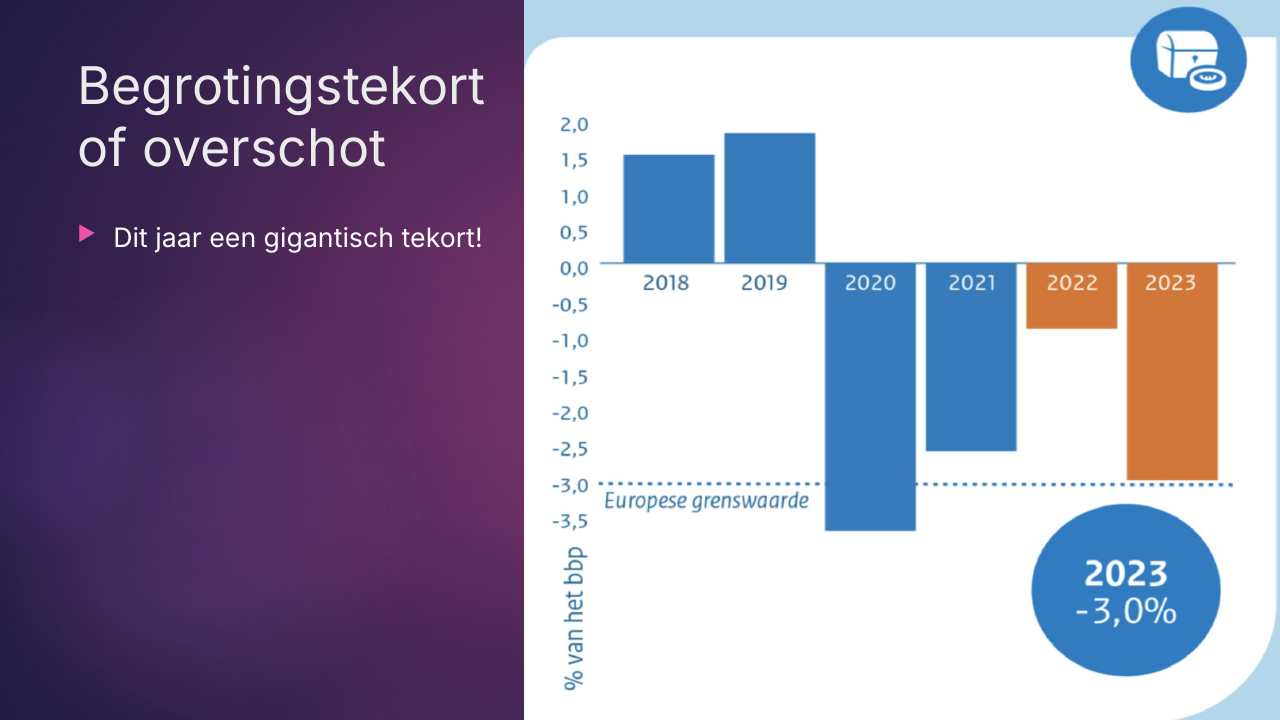 Begrotingstekort
of overschot
Dit jaar een gigantisch tekort!
2,0
1,5
1,0
0,5
0,0
-0,5
-1,0
-1,5
-2,0
-2,5
-3,0
-3,5
% van het bbp
2018 2019 2020 2021 2022 2023
Europese grenswaarde
2023
-3,0%